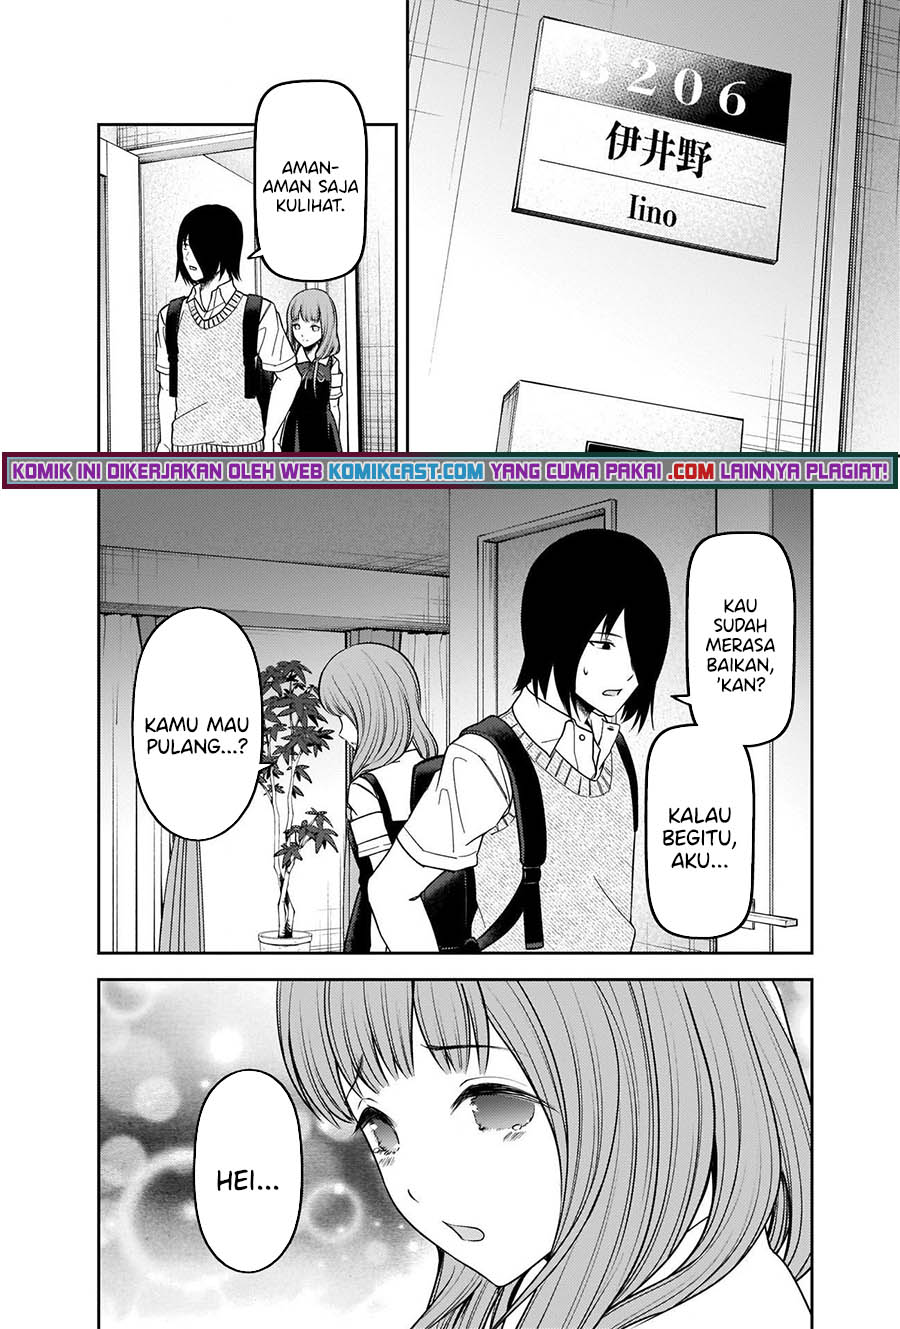 3206
伊井野
Iino
AMAN-
AMAN SAJA
KULIHAT.
KOMIK INI DIKERJAKAN OLEH WEB KOMIKCAST.COM YANG CUMA PAKAI .COM LAINNYA PLAGIAT!
KAU
SUDAH
MERASA
BAIKAN,
'KAN?
KALAU
BEGITU,
AKU...
KAMU MAU
PULANG...?
HEI...